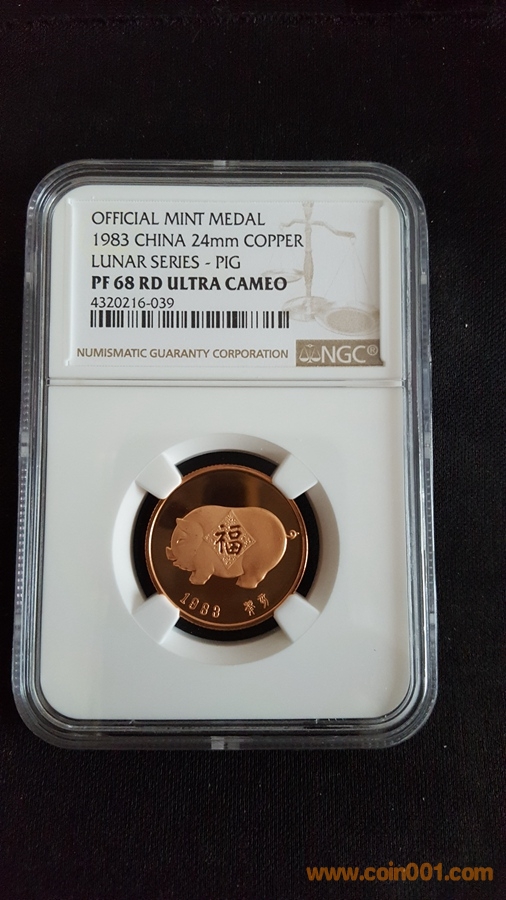 OFFICIAL MINT MEDAL
1983 CHINA 24mm COPPER
LUNAR SERIES - PIG
PF 68 RD ULTRA CAMEO
4320216-039
NUMISMATIC GUARANTY CORPORATION
NGC®
福
1983
www.coin001.com